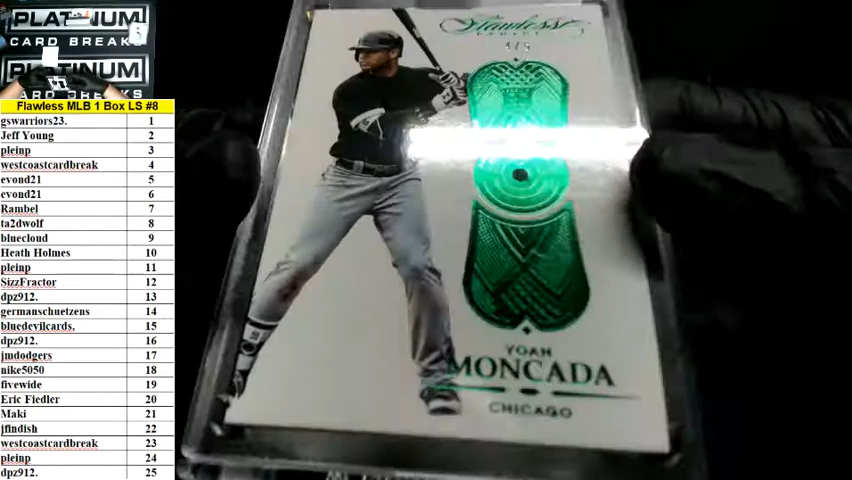 PLATINUM
CARD BREAKS
PLATINUM
Flawless MLB 1 Box LS #8
gswarriors23. 1
Jeff Young 2
pleinp 3
westcoastcardbreak 4
evond21 5
evond21 6
Rambel 7
ta2dwolf 8
bluecloud 9
Heath Holmes 10
pleinp 11
SizzFractor 12
dpz912. 13
germanschuetzens 14
bluedevilcards. 15
dpz912. 16
jmdodgers 17
nike5050 18
fivewide 19
Eric Fiedler 20
Maki 21
jfindish 22
westcoastcardbreak 23
pleinp 24
dpz912. 25
Flawless
YOAN
MONCADA
CHICAGO